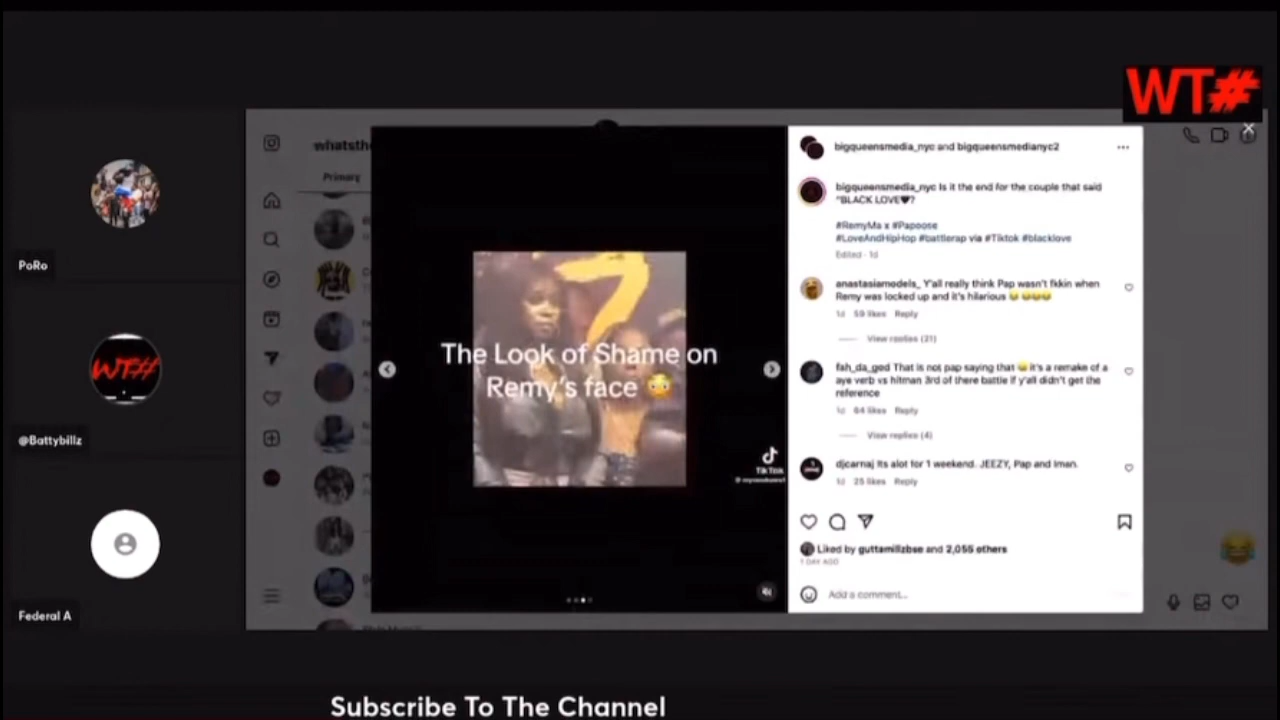 WT#
PoRo
WT#
@Battybillz
Federal A
whatsthe
Primary
The Look of Shame on
Remy's face 😳
TikTok
bigqueensmedia_nyc and bigqueensmedianyc2
bigqueensmedia_nyc Is it the end for the couple that said
"BLACK LOVE🖤?
#RemyMa x #Papoose
#LoveAndHipHop #battlerap via #Tiktok #blacklove
Edited · 1d
anastasiamodels_ Y'all really think Pap wasn't fkkin when
Remy was locked up and it's hilarious 😂 😂😂😂
1d 59 likes Reply
View replies (21)
fah_da_god That is not pap saying that 😂 it's a remake of a
aye verb vs hitman 3rd of there battle if y'all didn't get the
reference
1d 64 likes Reply
View replies (4)
djcarnaj Its alot for 1 weekend. JEEZY, Pap and Iman.
1d 25 likes Reply
Liked by guttamillzbse and 2,055 others
1 DAY AGO
Add a comment...
Subscribe To The Channel